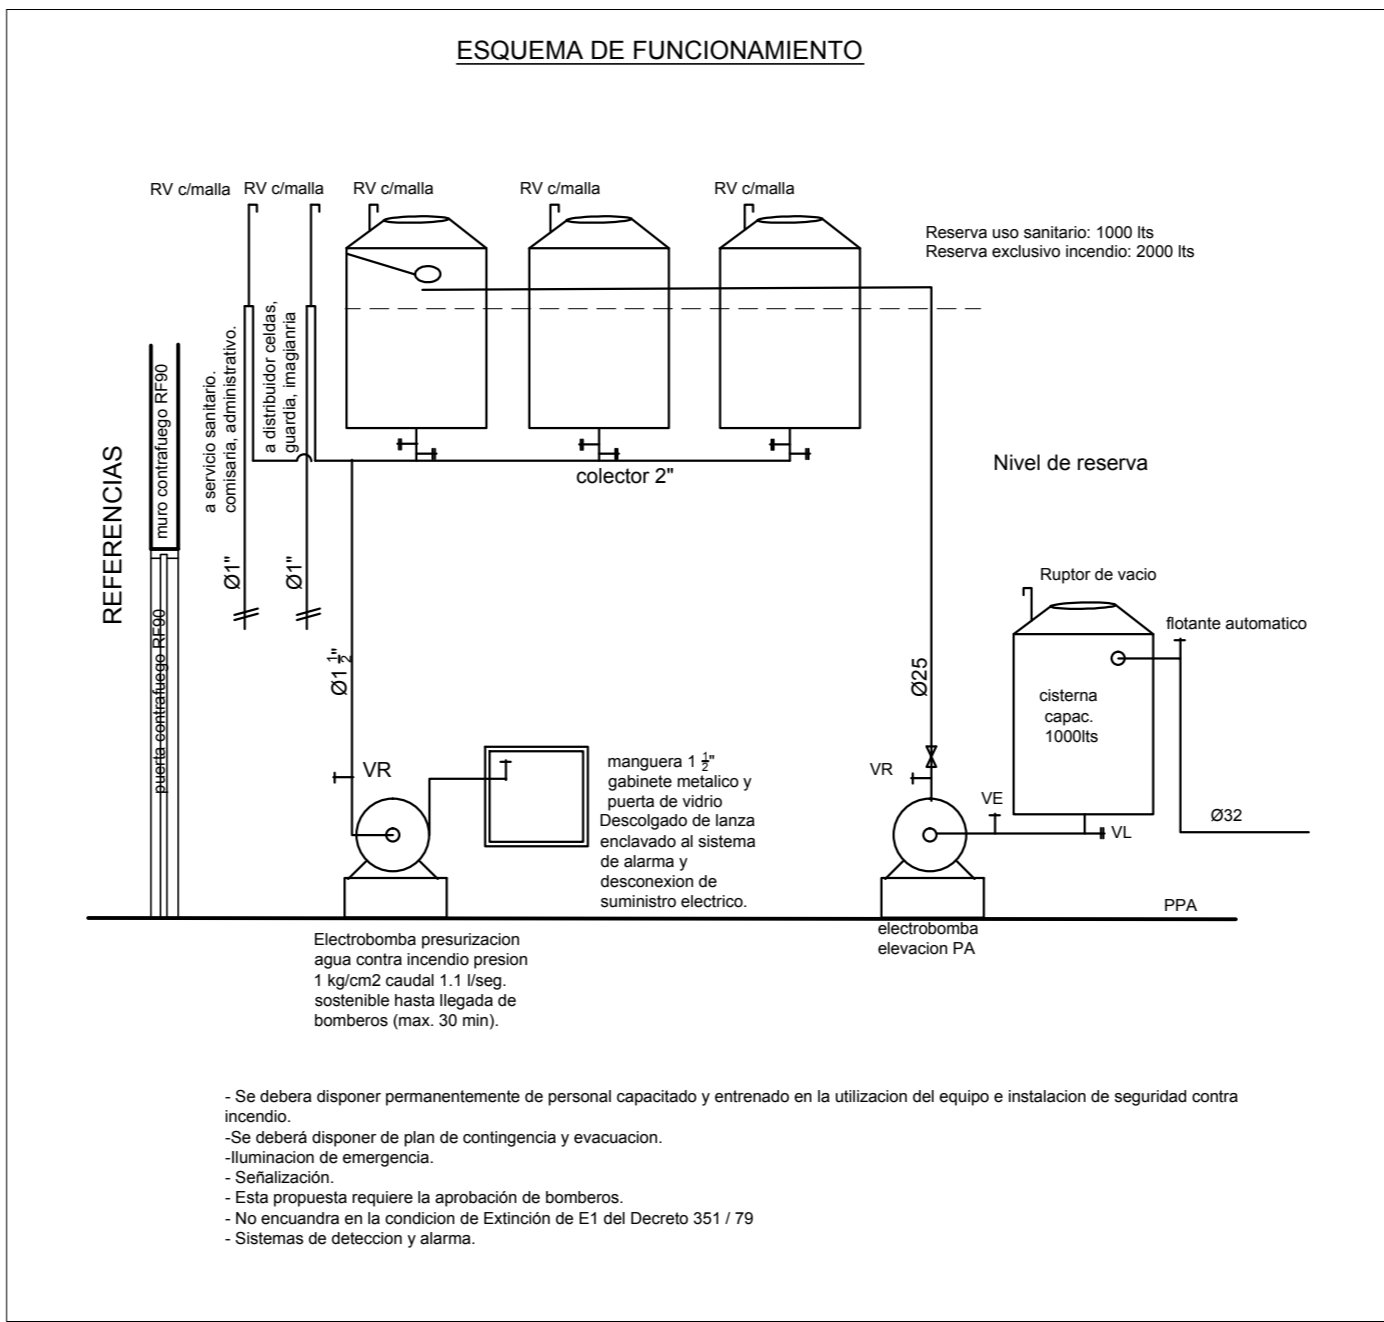 ESQUEMA DE FUNCIONAMIENTO
RV c/malla
RV c/malla
RV c/malla
RV c/malla
RV c/malla
Reserva uso sanitario: 1000 lts
Reserva exclusivo incendio: 2000 lts
REFERENCIAS
muro contrafuego RF90
puerta contrafuego RF90
a servicio sanitario.
comisaria, administrativo.
a distribuidor celdas,
guardia, imagianria
Ø1"
Ø1"
colector 2"
Nivel de reserva
Ø1 1/2"
VR
manguera 1 1/2"
gabinete metalico y
puerta de vidrio
Descolgado de lanza
enclavado al sistema
de alarma y
desconexion de
suministro electrico.
Ø25
VR
VE
VL
Ruptor de vacio
flotante automatico
cisterna
capac.
1000lts
Ø32
PPA
Electrobomba presurizacion
agua contra incendio presion
1 kg/cm2 caudal 1.1 l/seg.
sostenible hasta llegada de
bomberos (max. 30 min).
electrobomba
elevacion PA
- Se debera disponer permanentemente de personal capacitado y entrenado en la utilizacion del equipo e instalacion de seguridad contra
incendio.
-Se deberá disponer de plan de contingencia y evacuacion.
-Iluminacion de emergencia.
- Señalización.
- Esta propuesta requiere la aprobación de bomberos.
- No encuandra en la condicion de Extinción de E1 del Decreto 351 / 79
- Sistemas de deteccion y alarma.